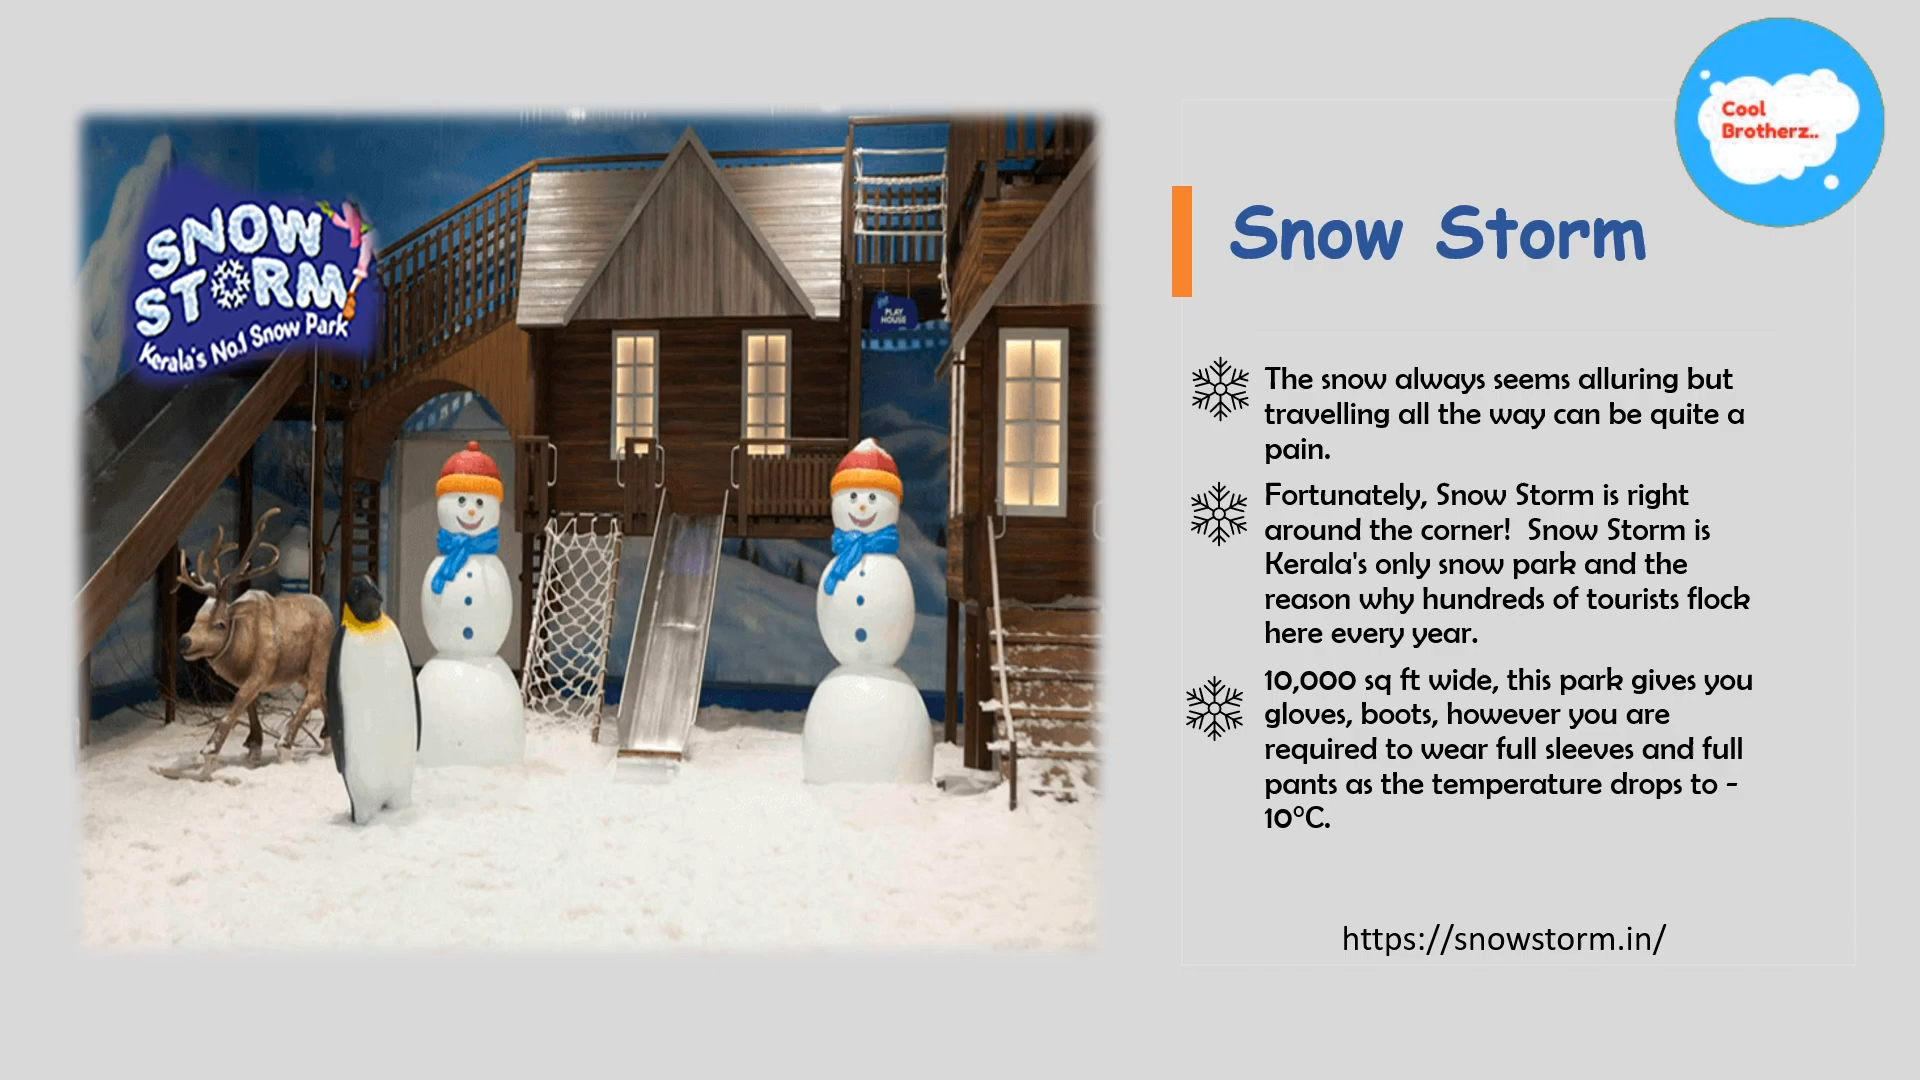 SNOW
STORM
Kerala's No.1 Snow Park
PLAY
HOUSE
Cool
Brotherz..
Snow Storm
The snow always seems alluring but
travelling all the way can be quite a
pain.
Fortunately, Snow Storm is right
around the corner!  Snow Storm is
Kerala's only snow park and the
reason why hundreds of tourists flock
here every year.
10,000 sq ft wide, this park gives you
gloves, boots, however you are
required to wear full sleeves and full
pants as the temperature drops to -
10°C.
https://snowstorm.in/